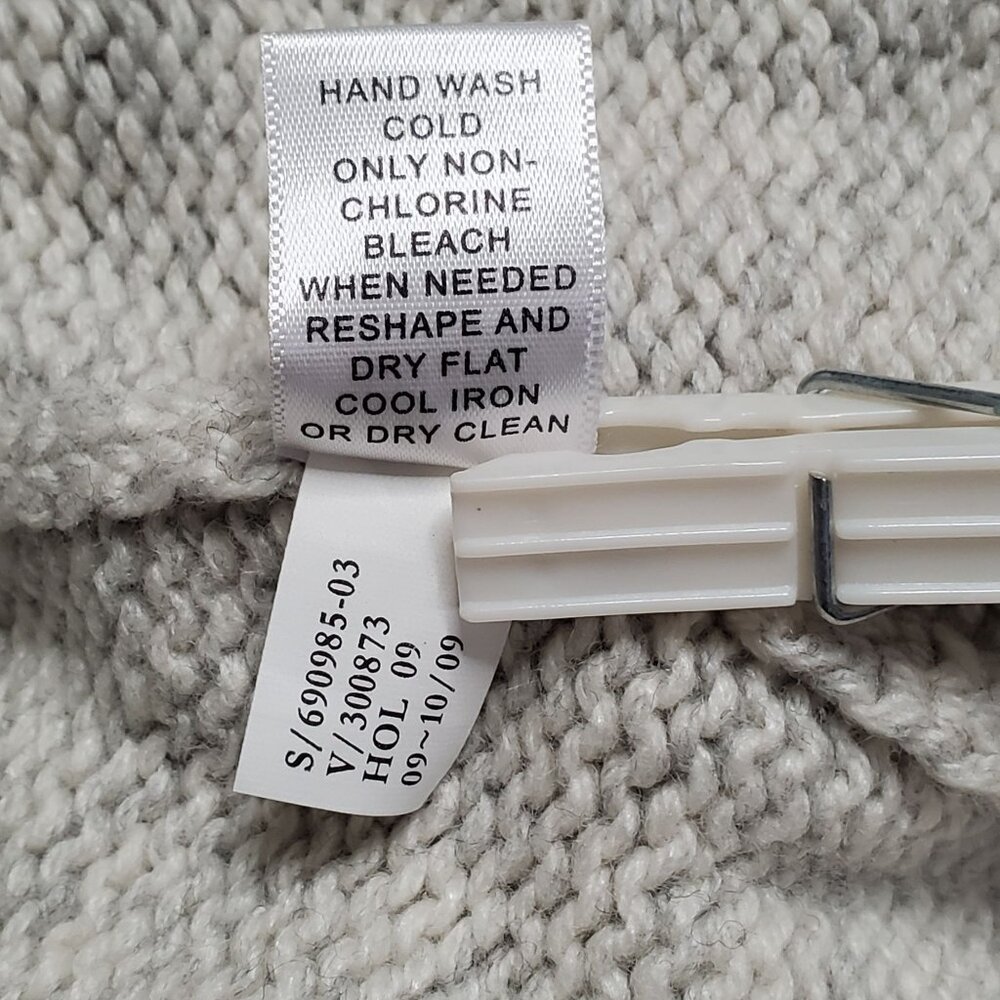 HAND WASH
COLD
ONLY NON-
CHLORINE
BLEACH
WHEN NEEDED
RESHAPE AND
DRY FLAT
COOL IRON
OR DRY CLEAN
S/690985-03
V/300873
HOL 09
09~10/09